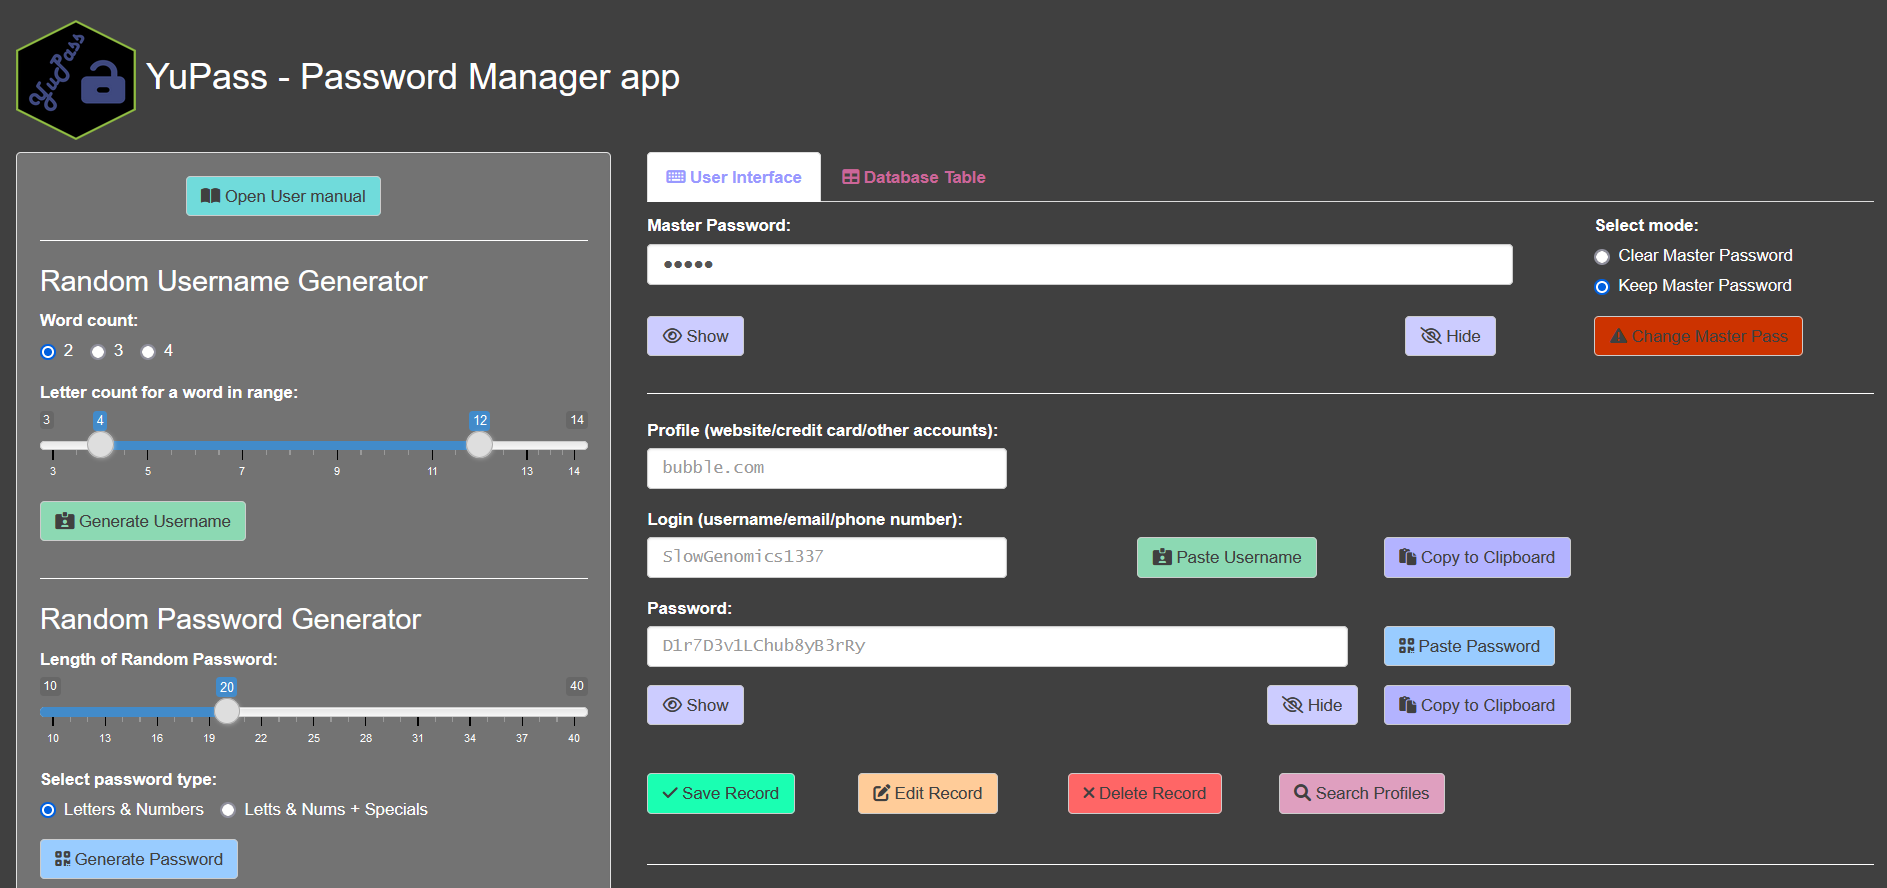 YuPass
YuPass - Password Manager app
Open User manual
Random Username Generator
Word count:
2 3 4
Letter count for a word in range:
3 4 12 14
3 5 7 9 11 13 14
Generate Username
Random Password Generator
Length of Random Password:
10 20 40
10 13 16 19 22 25 28 31 34 37 40
Select password type:
Letters & Numbers Letts & Nums + Specials
Generate Password
User Interface Database Table
Master Password:
●●●●●
Show Hide
Select mode:
Clear Master Password
Keep Master Password
Change Master Pass
Profile (website/credit card/other accounts):
bubble.com
Login (username/email/phone number):
SlowGenomics1337 Paste Username Copy to Clipboard
Password:
D1r7D3v1LChub8yB3rRy Paste Password
Show Hide Copy to Clipboard
Save Record Edit Record Delete Record Search Profiles